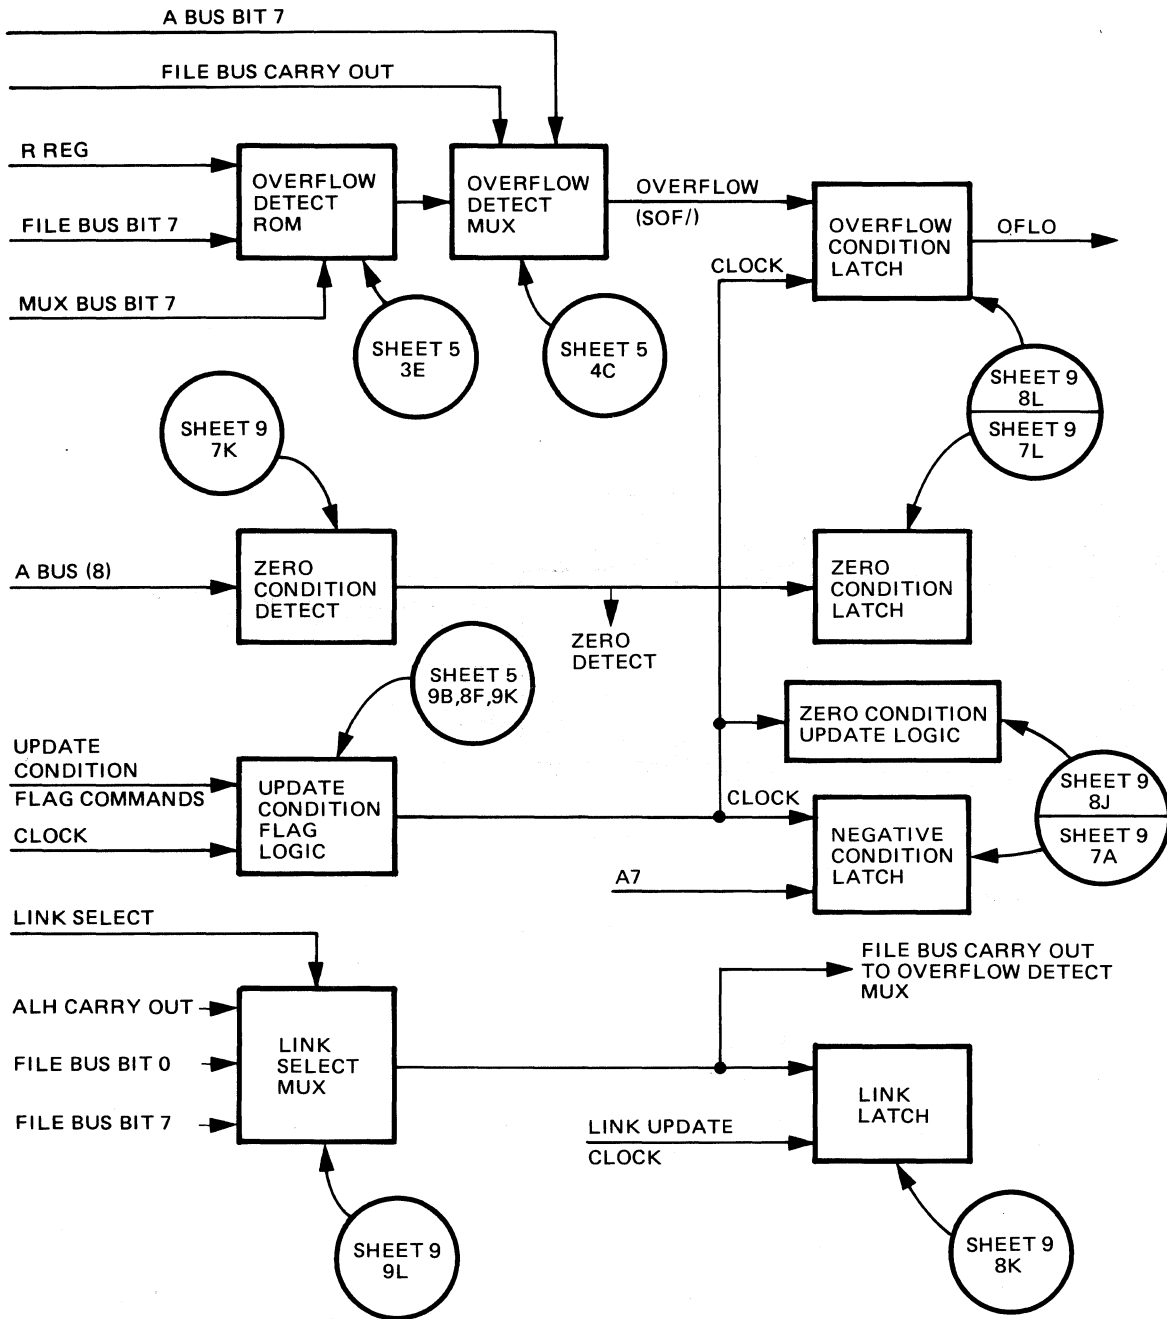 A BUS BIT 7
FILE BUS CARRY OUT
R REG
FILE BUS BIT 7
MUX BUS BIT 7
OVERFLOW
DETECT
ROM
OVERFLOW
DETECT
MUX
OVERFLOW
(SOF/)
CLOCK
OVERFLOW
CONDITION
LATCH
OFLO
SHEET 5
3E
SHEET 5
4C
SHEET 9
8L
SHEET 9
7L
SHEET 9
7K
A BUS (8)
ZERO
CONDITION
DETECT
ZERO
DETECT
ZERO
CONDITION
LATCH
SHEET 5
9B,8F,9K
UPDATE
CONDITION
FLAG COMMANDS
CLOCK
UPDATE
CONDITION
FLAG
LOGIC
ZERO CONDITION
UPDATE LOGIC
CLOCK
A7
NEGATIVE
CONDITION
LATCH
SHEET 9
8J
SHEET 9
7A
LINK SELECT
ALH CARRY OUT
FILE BUS BIT 0
FILE BUS BIT 7
LINK
SELECT
MUX
FILE BUS CARRY OUT
TO OVERFLOW DETECT
MUX
LINK UPDATE
CLOCK
LINK
LATCH
SHEET 9
9L
SHEET 9
8K